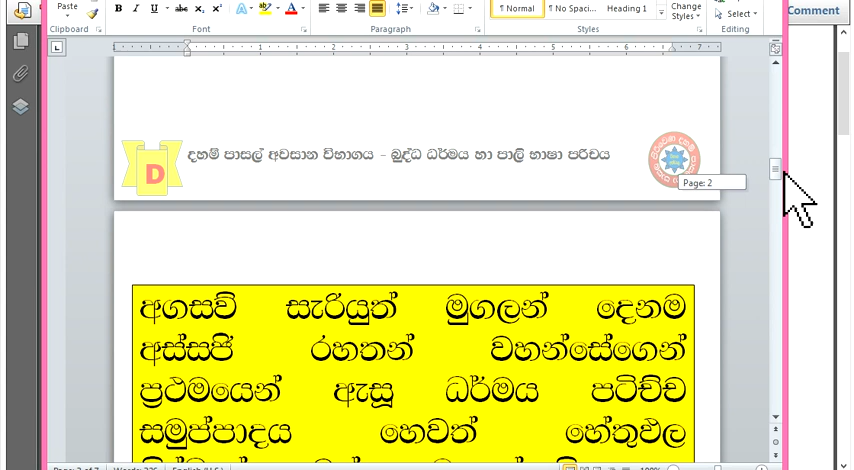 Paste
Clipboard
Font
Paragraph
Normal
No Spaci...
Heading 1
Change
Styles
Styles
Select
Editing
Comment
දහම් පාසල් අවසාන විභාගය - බුද්ධ ධර්මය හා පාලි භාෂා පරිචය
D
Page: 2
අගසව් සැරියුත් මුගලන් දෙනම
අස්සජි රහතන් වහන්සේගෙන්
ප්‍රථමයෙන් ඇසූ ධර්මය පටිච්ච
සමුප්පාදය හෙවත් හේතුඵල